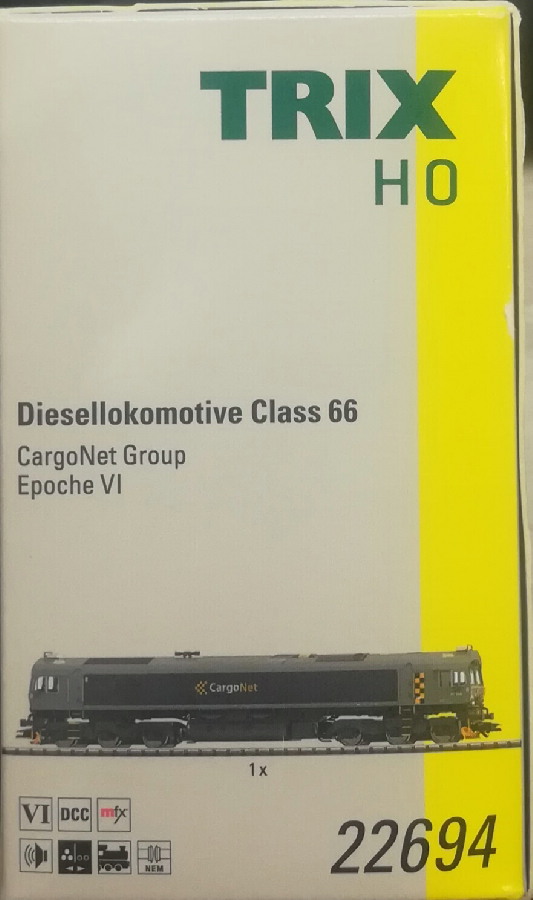 TRIX
H0
Diesellokomotive Class 66
CargoNet Group
Epoche VI
CargoNet
1 x
VI DCC mfx
NEM
22694